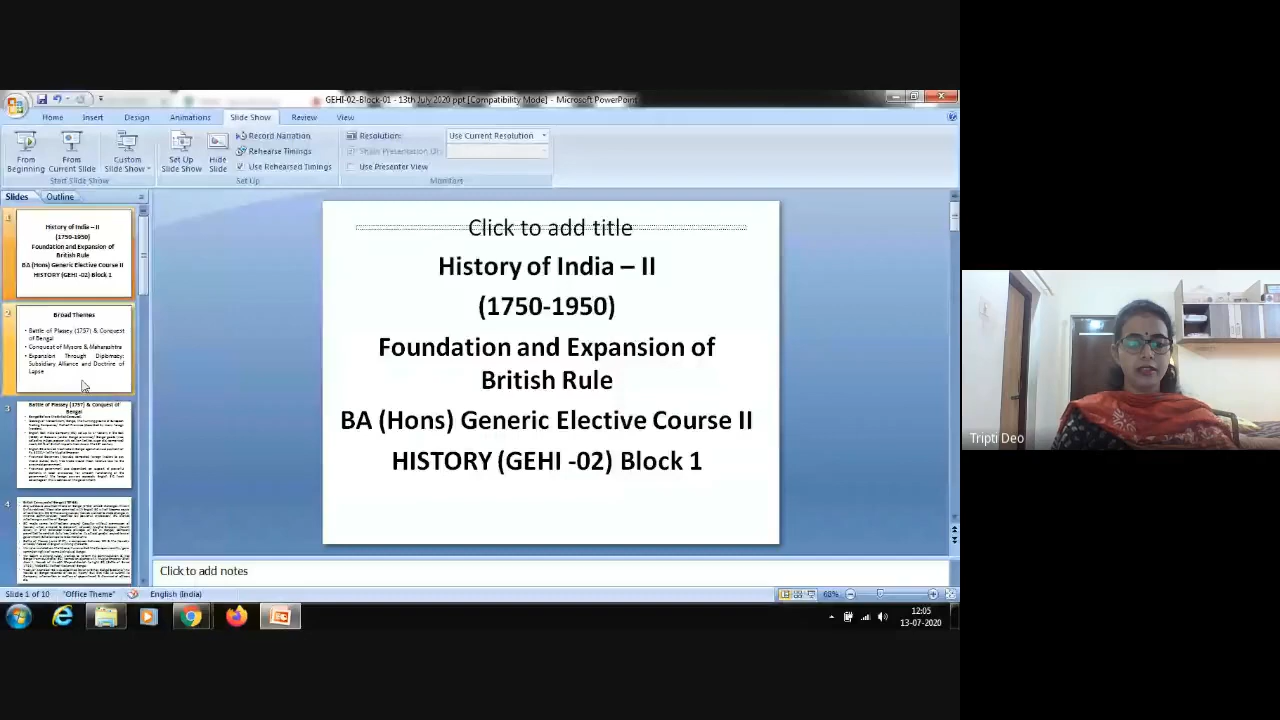 GEHI-02-Block-01 - 13th July 2020 ppt [Compatibility Mode] - Microsoft PowerPoint
Home Insert Design Animations Slide Show Review View
From Beginning
From Current Slide
Custom Slide Show
Start Slide Show
Set Up Slide Show
Hide Slide
Record Narration
Rehearse Timings
Use Rehearsed Timings
Set Up
Resolution: Use Current Resolution
Use Presenter View
Monitors
Slides Outline
1
History of India – II
(1750-1950)
Foundation and Expansion of
British Rule
BA (Hons) Generic Elective Course II
HISTORY (GEHI -02) Block 1
2
Broad Themes
• Battle of Plassey (1757) & Conquest
of Bengal
• Conquest of Mysore & Maharashtra
• Expansion Through Diplomacy:
Subsidiary Alliance and Doctrine of
Lapse
3
Battle of Plassey (1757) & Conquest of
Bengal
4
Click to add title
History of India – II
(1750-1950)
Foundation and Expansion of
British Rule
BA (Hons) Generic Elective Course II
HISTORY (GEHI -02) Block 1
Click to add notes
Slide 1 of 10 "Office Theme" English (India) 68%
12:05
13-07-2020
Tripti Deo